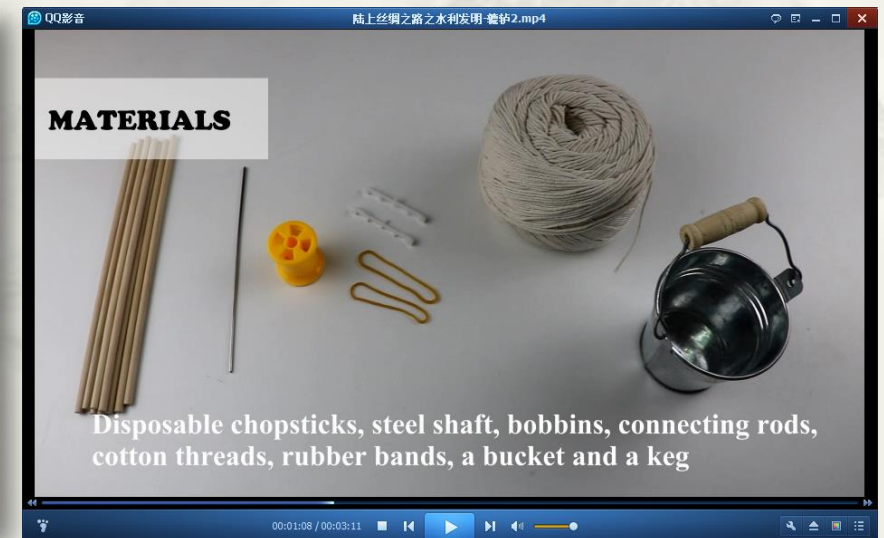 QQ影音
陆上丝绸之路之水利发明-辘轳2.mp4
MATERIALS
Disposable chopsticks, steel shaft, bobbins, connecting rods,
cotton threads, rubber bands, a bucket and a keg
00:01:08 / 00:03:11